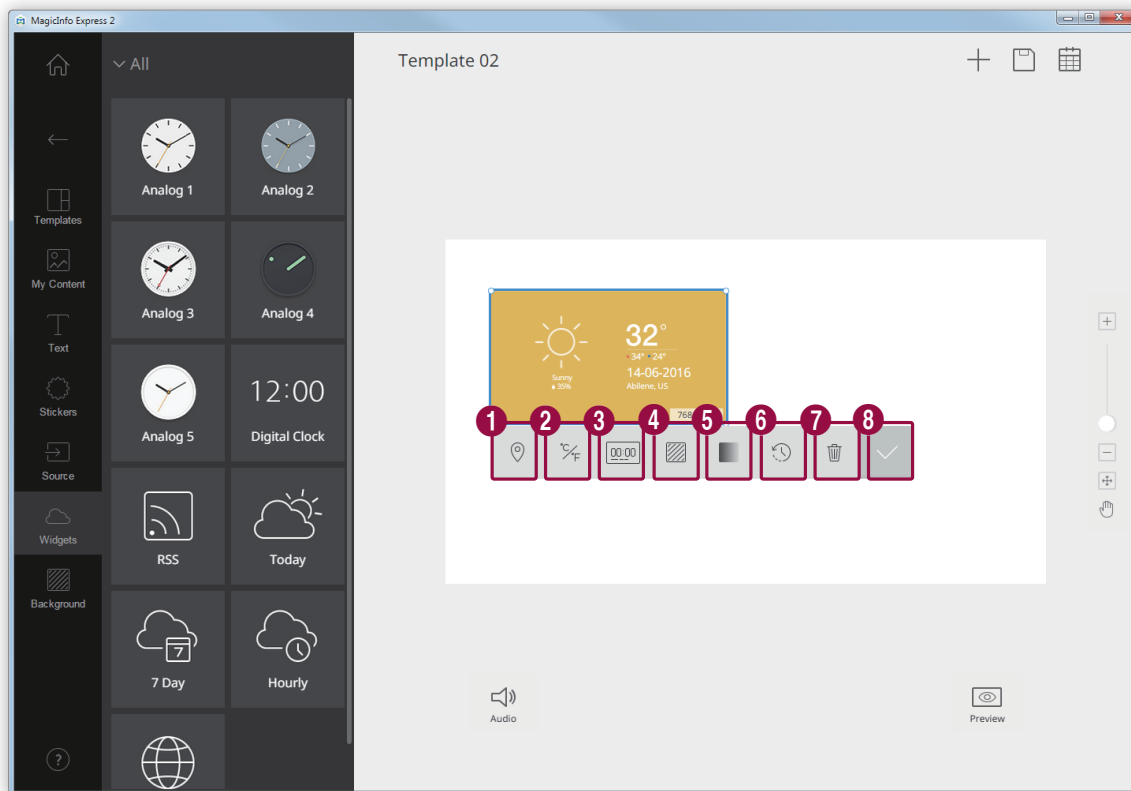 MagicInfo Express 2
All
Template 02
Templates
My Content
Text
Stickers
Source
Widgets
Background
?
Analog 1
Analog 2
Analog 3
Analog 4
Analog 5
12:00
Digital Clock
RSS
Today
7
7 Day
Hourly
32°
34° 24°
Sunny
35%
14-06-2016
Abilene, US
768
1
2
3
4
5
6
7
8
°C/°F
00:00
Audio
Preview